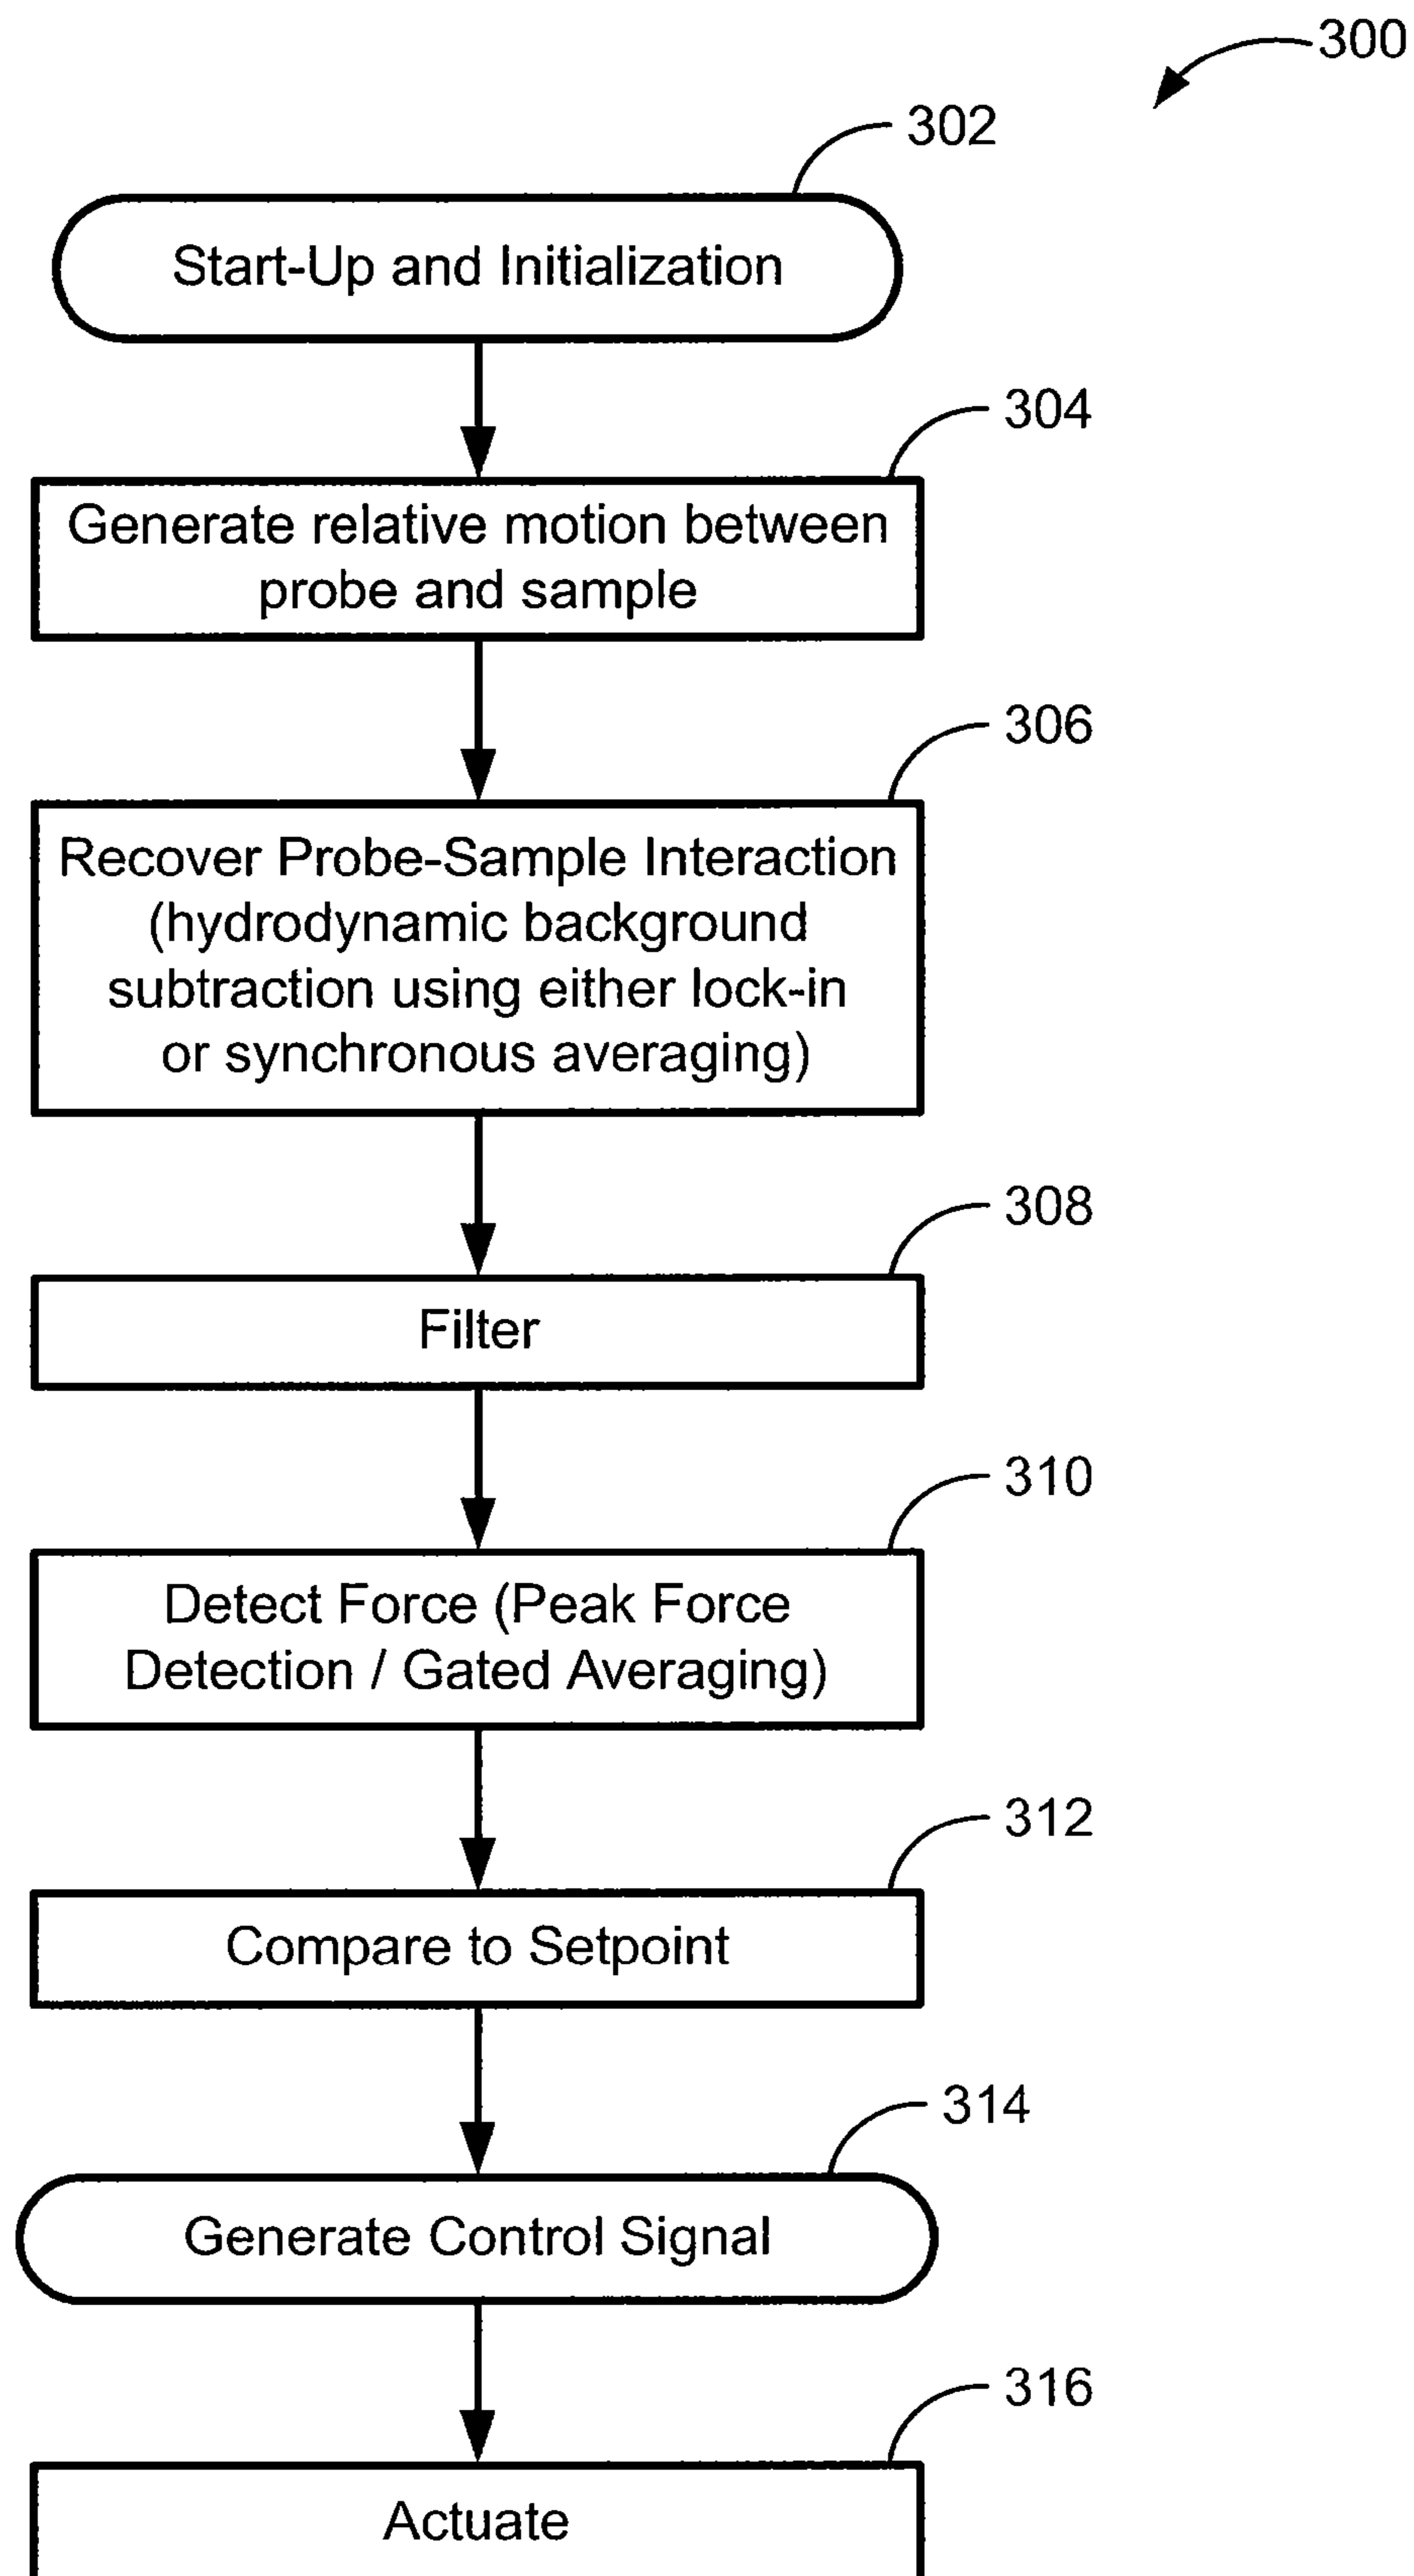 300
302
Start-Up and Initialization
304
Generate relative motion between
probe and sample
306
Recover Probe-Sample Interaction
(hydrodynamic background
subtraction using either lock-in
or synchronous averaging)
308
Filter
310
Detect Force (Peak Force
Detection / Gated Averaging)
312
Compare to Setpoint
314
Generate Control Signal
316
Actuate